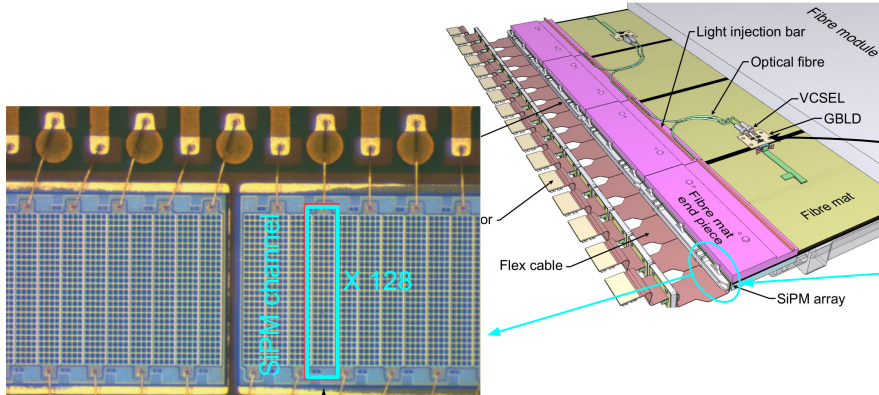 Fibre module
Light injection bar
Optical fibre
VCSEL
GBLD
Fibre mat
Fibre mat
end piece
or
Flex cable
SiPM array
SiPM channel
X 128